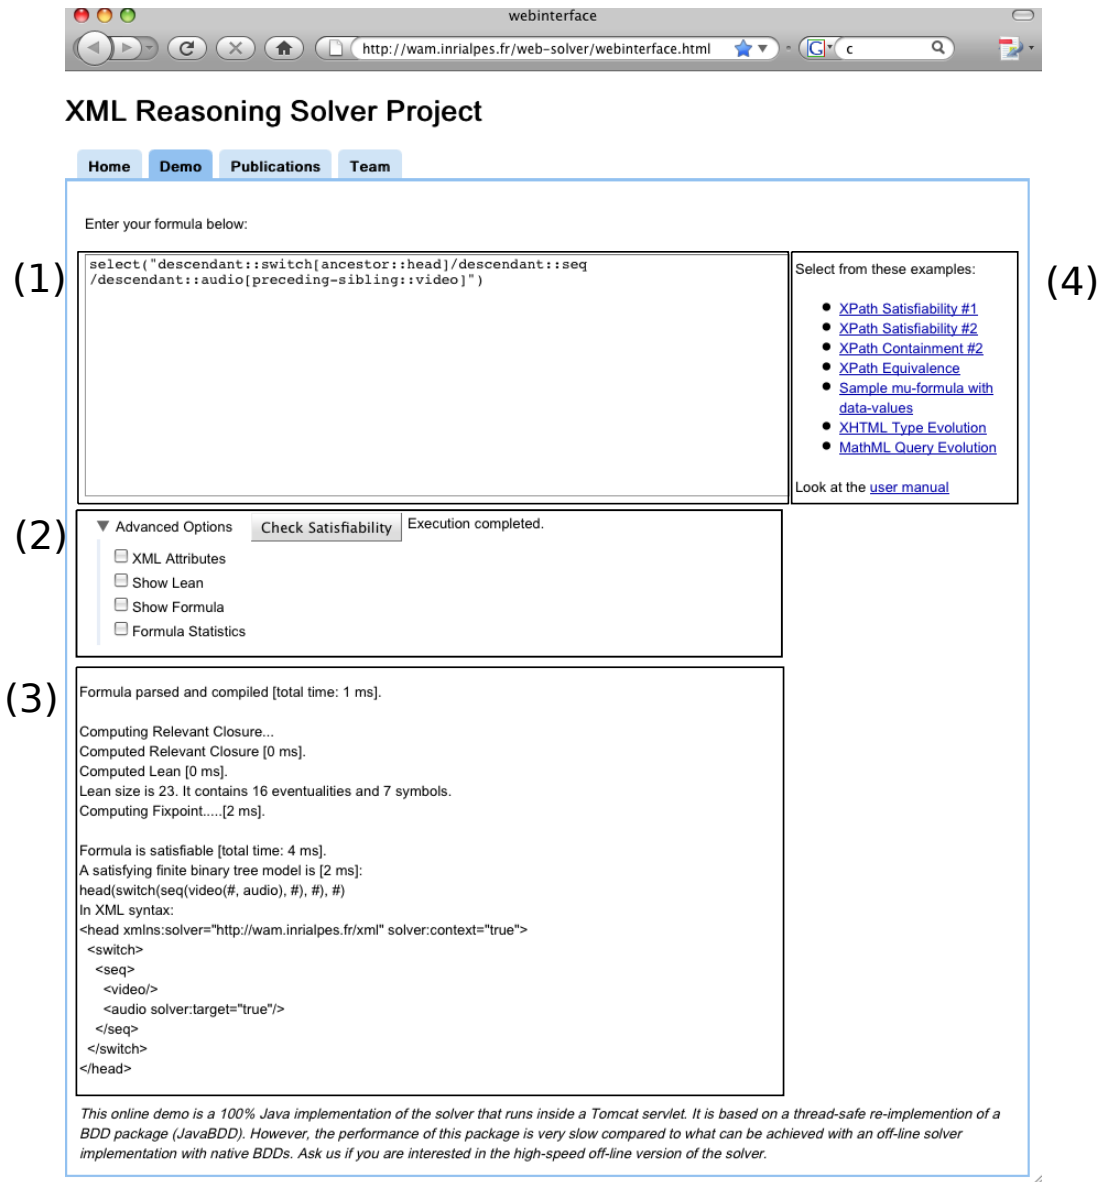 webinterface
http://wam.inrialpes.fr/web-solver/webinterface.html
G
c
XML Reasoning Solver Project
Home Demo Publications Team
Enter your formula below:
(1)
select("descendant::switch[ancestor::head]/descendant::seq
/descendant::audio[preceding-sibling::video]")
(4)
Select from these examples:
XPath Satisfiability #1
XPath Satisfiability #2
XPath Containment #2
XPath Equivalence
Sample mu-formula with
data-values
XHTML Type Evolution
MathML Query Evolution
Look at the user manual
(2)
Advanced Options Check Satisfiability Execution completed.
XML Attributes
Show Lean
Show Formula
Formula Statistics
(3)
Formula parsed and compiled [total time: 1 ms].
Computing Relevant Closure...
Computed Relevant Closure [0 ms].
Computed Lean [0 ms].
Lean size is 23. It contains 16 eventualities and 7 symbols.
Computing Fixpoint.....[2 ms].
Formula is satisfiable [total time: 4 ms].
A satisfying finite binary tree model is [2 ms]:
head(switch(seq(video(#, audio), #), #), #)
In XML syntax:
<head xmlns:solver="http://wam.inrialpes.fr/xml" solver:context="true">
<switch>
<seq>
<video/>
<audio solver:target="true"/>
</seq>
</switch>
</head>
This online demo is a 100% Java implementation of the solver that runs inside a Tomcat servlet. It is based on a thread-safe re-implemention of a
BDD package (JavaBDD). However, the performance of this package is very slow compared to what can be achieved with an off-line solver
implementation with native BDDs. Ask us if you are interested in the high-speed off-line version of the solver.